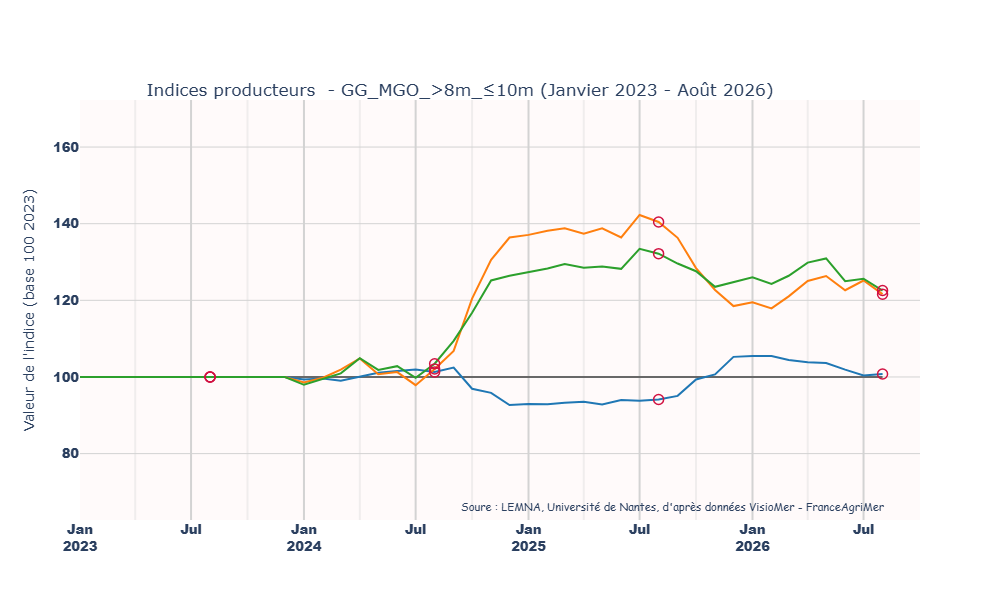 Indices producteurs - GG_MGO_>8m_≤10m (Janvier 2023 - Août 2026)
Valeur de l'indice (base 100 2023)
160
140
120
100
80
Soure : LEMNA, Université de Nantes, d'après données VisioMer - FranceAgriMer
Jan Jul Jan Jul Jan Jul Jan Jul
2023 2024 2025 2026